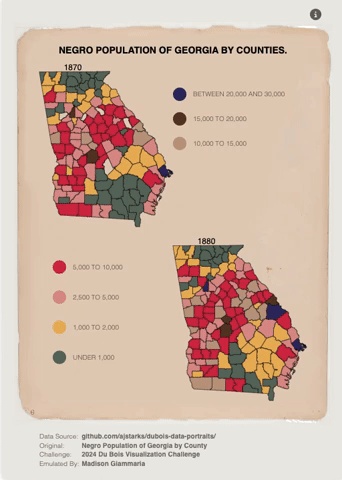 i
NEGRO POPULATION OF GEORGIA BY COUNTIES.
1870
BETWEEN 20,000 AND 30,000
15,000 TO 20,000
10,000 TO 15,000
1880
5,000 TO 10,000
2,500 TO 5,000
1,000 TO 2,000
UNDER 1,000
Data Source: github.com/ajstarks/dubois-data-portraits/
Original: Negro Population of Georgia by County
Challenge: 2024 Du Bois Visualization Challenge
Emulated By: Madison Giammaria